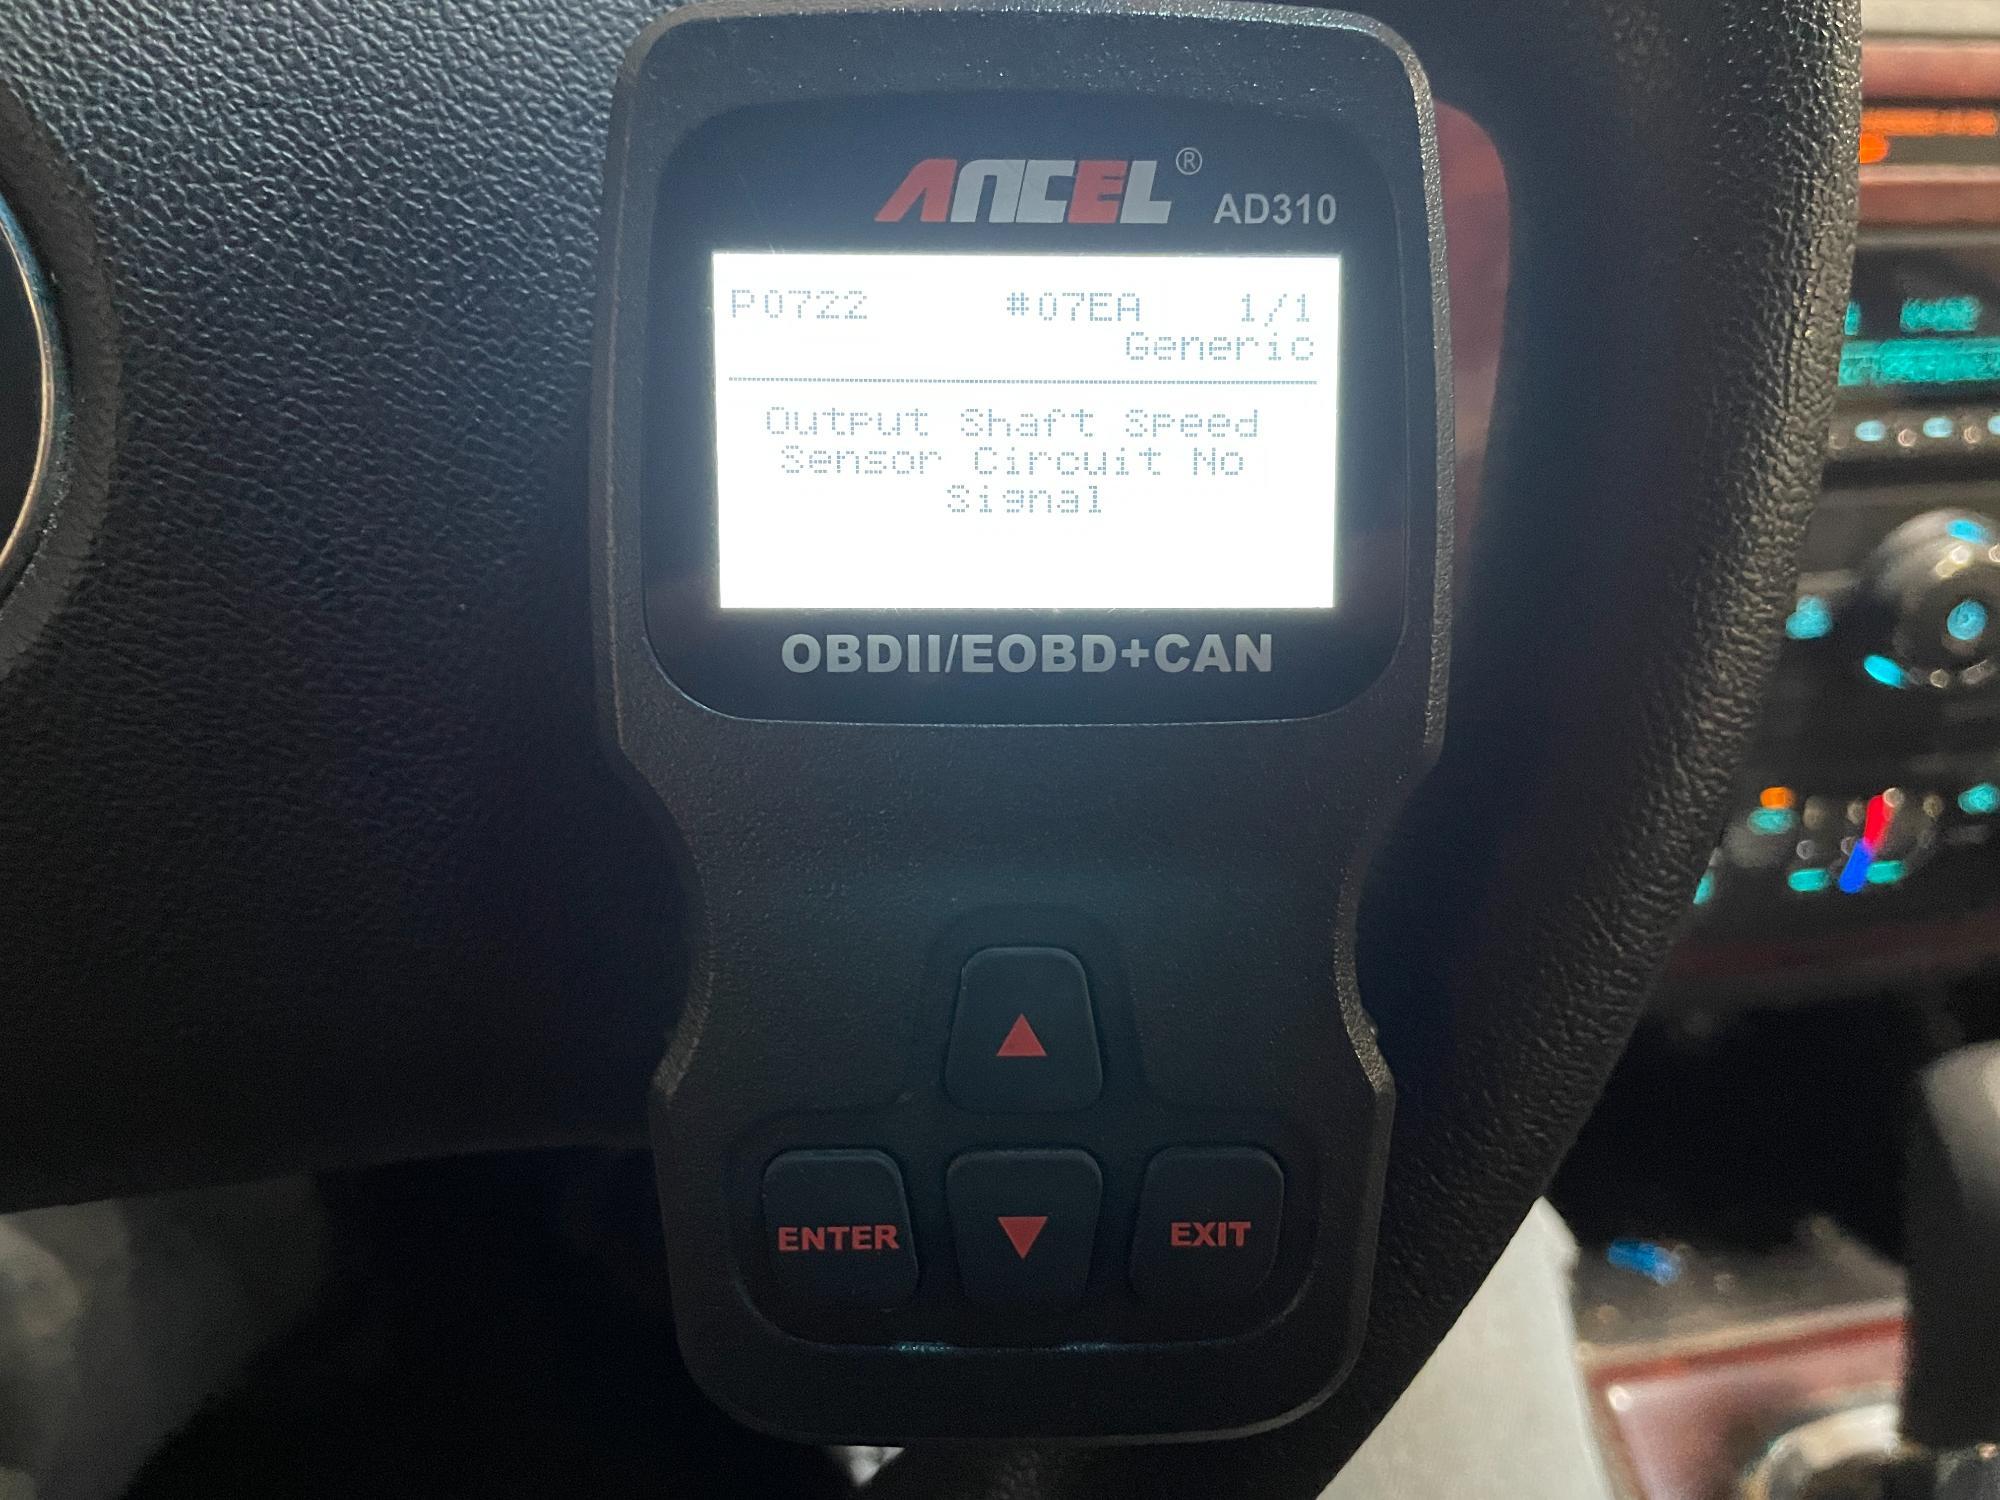 ANCEL®
AD310
P0722 #07EA 1/1
Generic
Output Shaft Speed
Sensor Circuit No
Signal
OBDII/EOBD+CAN
ENTER
EXIT